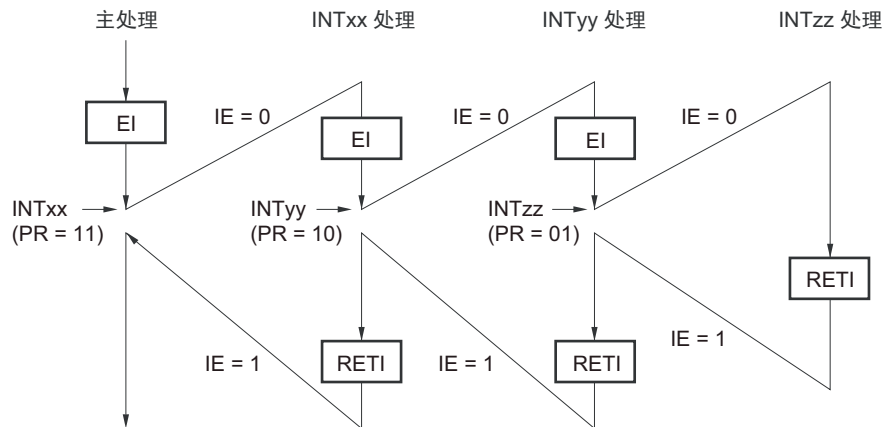 主处理
INTxx 处理
INTyy 处理
INTzz 处理
EI
IE = 0
EI
IE = 0
EI
IE = 0
INTxx
(PR = 11)
INTyy
(PR = 10)
INTzz
(PR = 01)
RETI
IE = 1
RETI
IE = 1
RETI
IE = 1